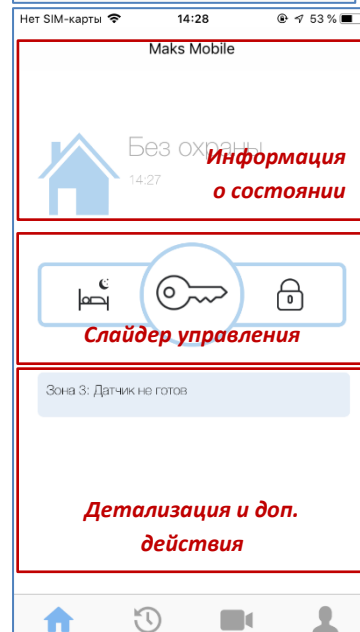 Нет SIM-карты 14:28 53 %
Maks Mobile
Без охраны
14:27
Информация
о состоянии
Слайдер управления
Зона 3: Датчик не готов
Детализация и доп.
действия